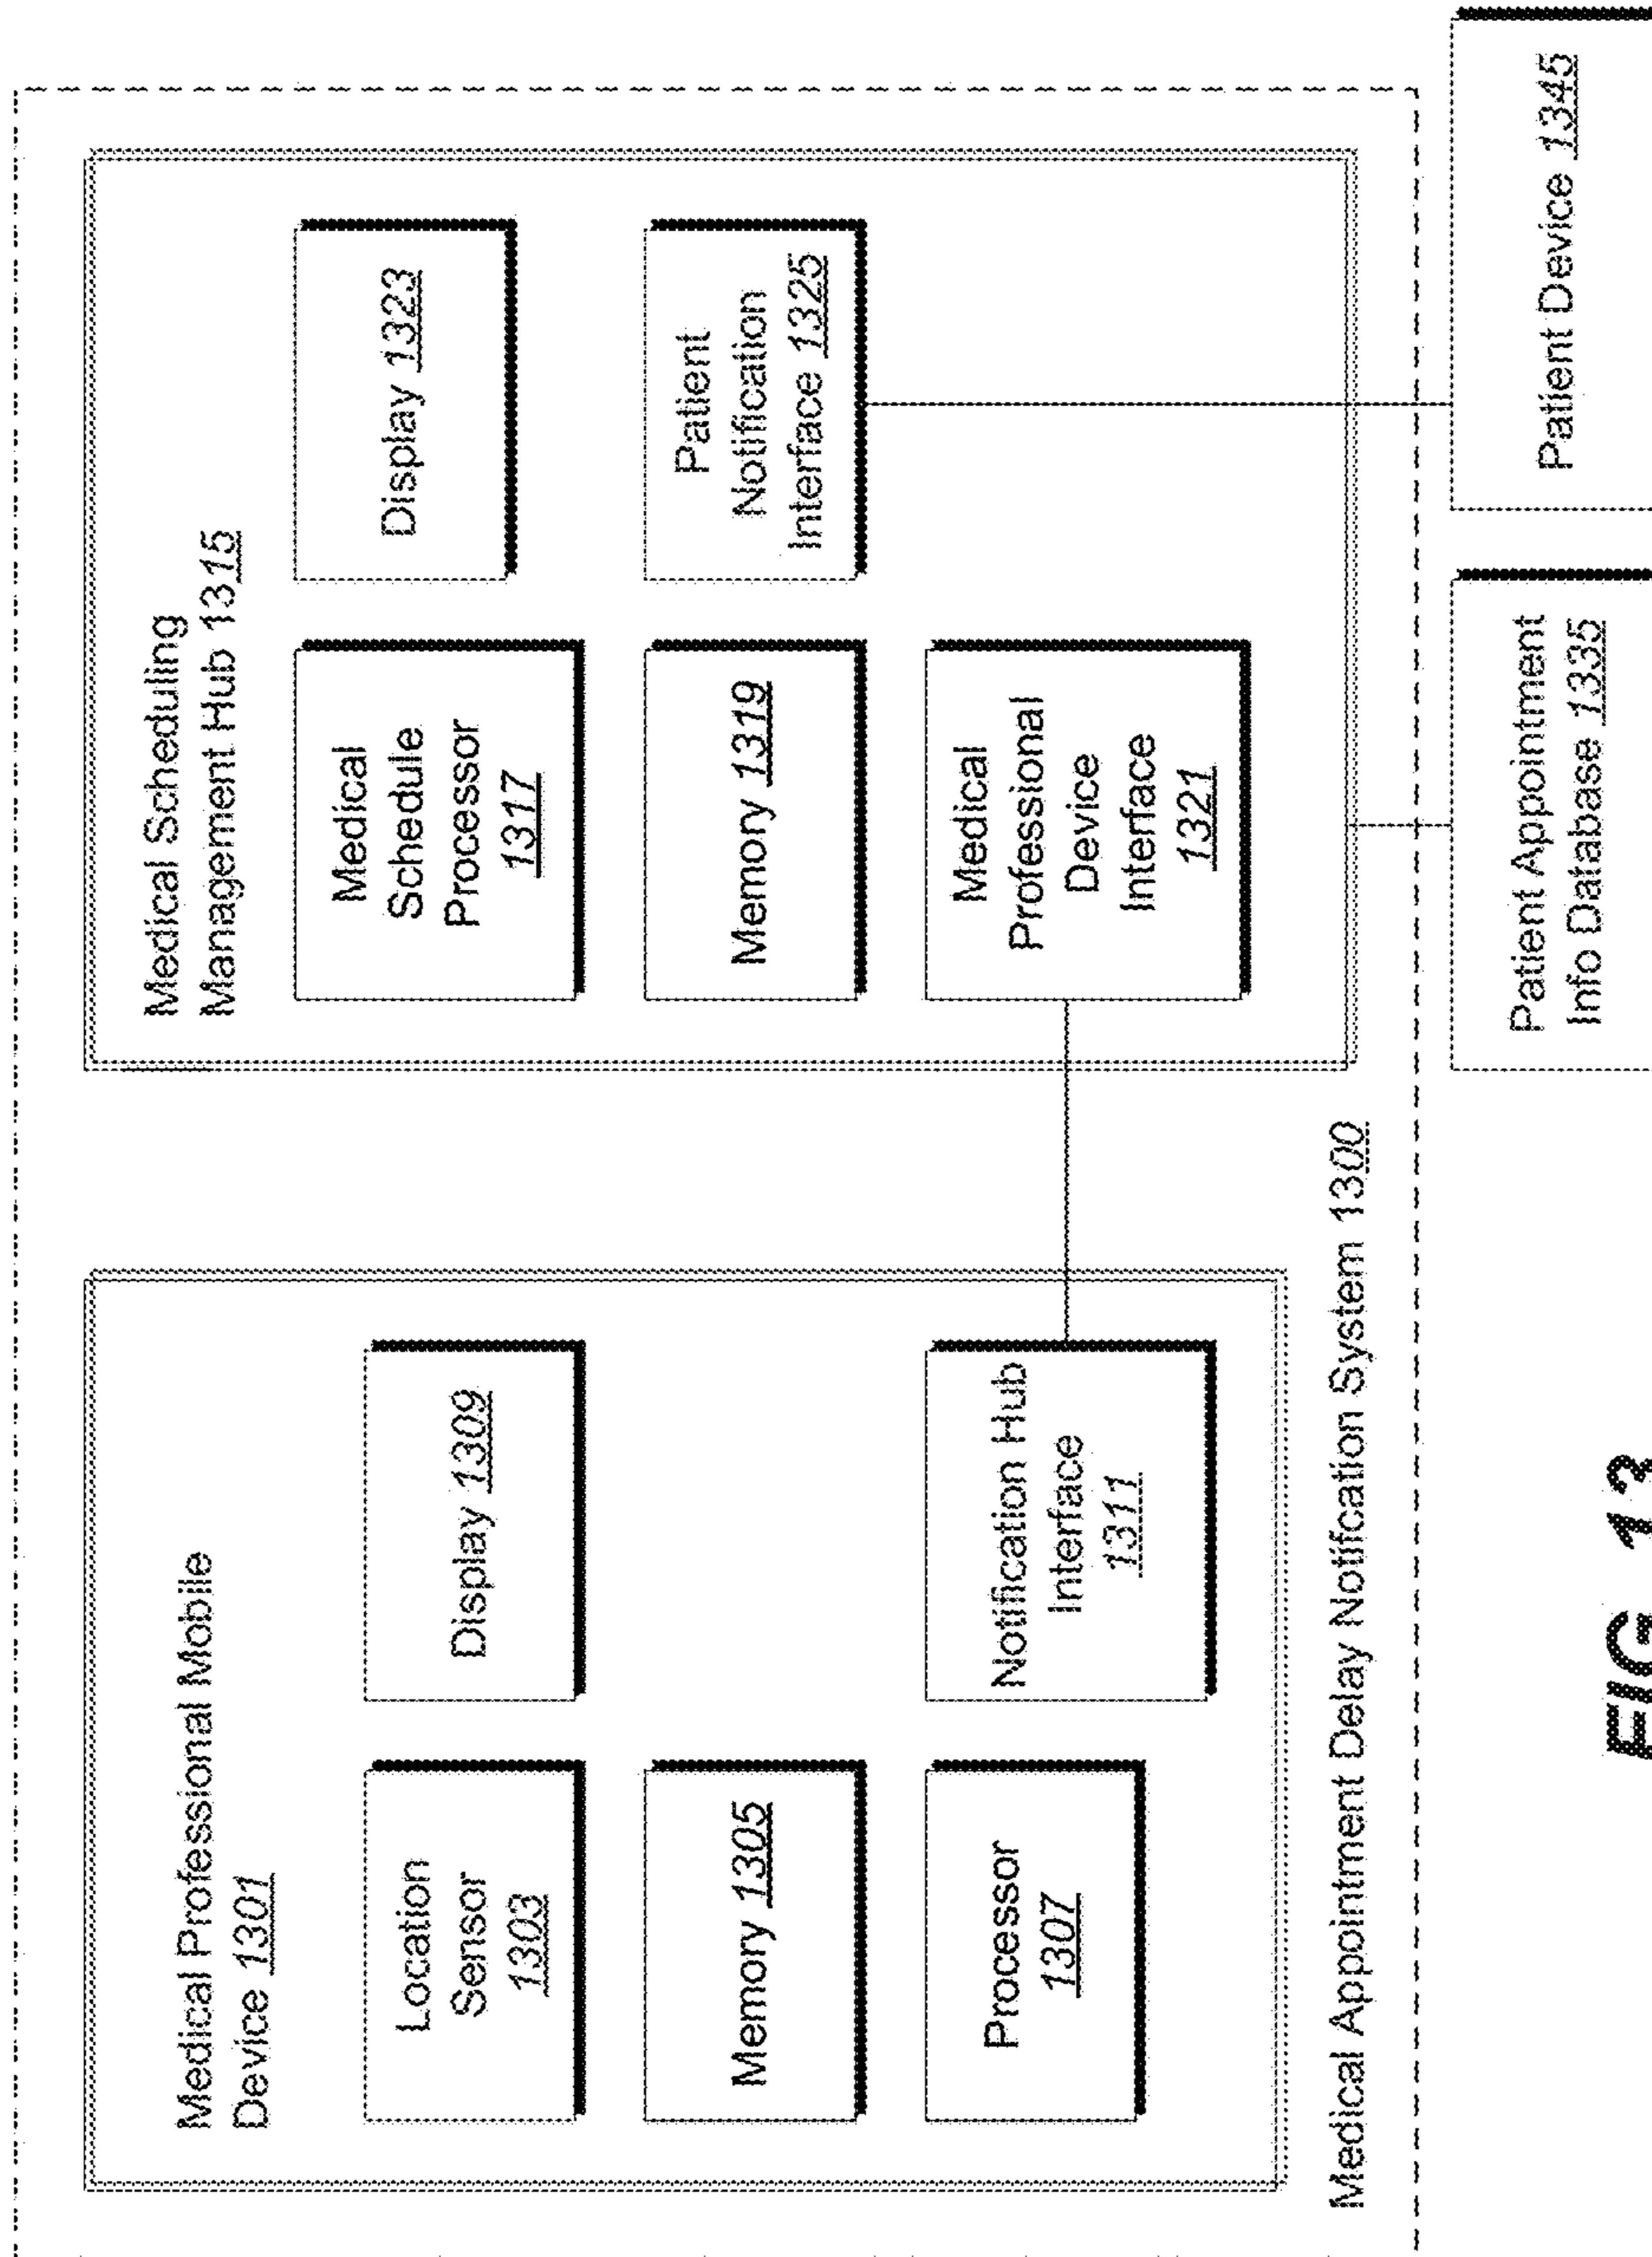 Medical Professional Mobile
Device 1301
Location
Sensor
1303
Display 1309
Memory 1305
Processor
1307
Notification Hub
Interface
1311
Medical Scheduling
Management Hub 1315
Medical
Schedule
Processor
1317
Display 1323
Memory 1319
Patient
Notification
Interface 1325
Medical
Professional
Device
Interface
1321
Medical Appointment Delay Notifcation System 1300
Patient Appointment
Info Database 1335
Patient Device 1345
FIG 13